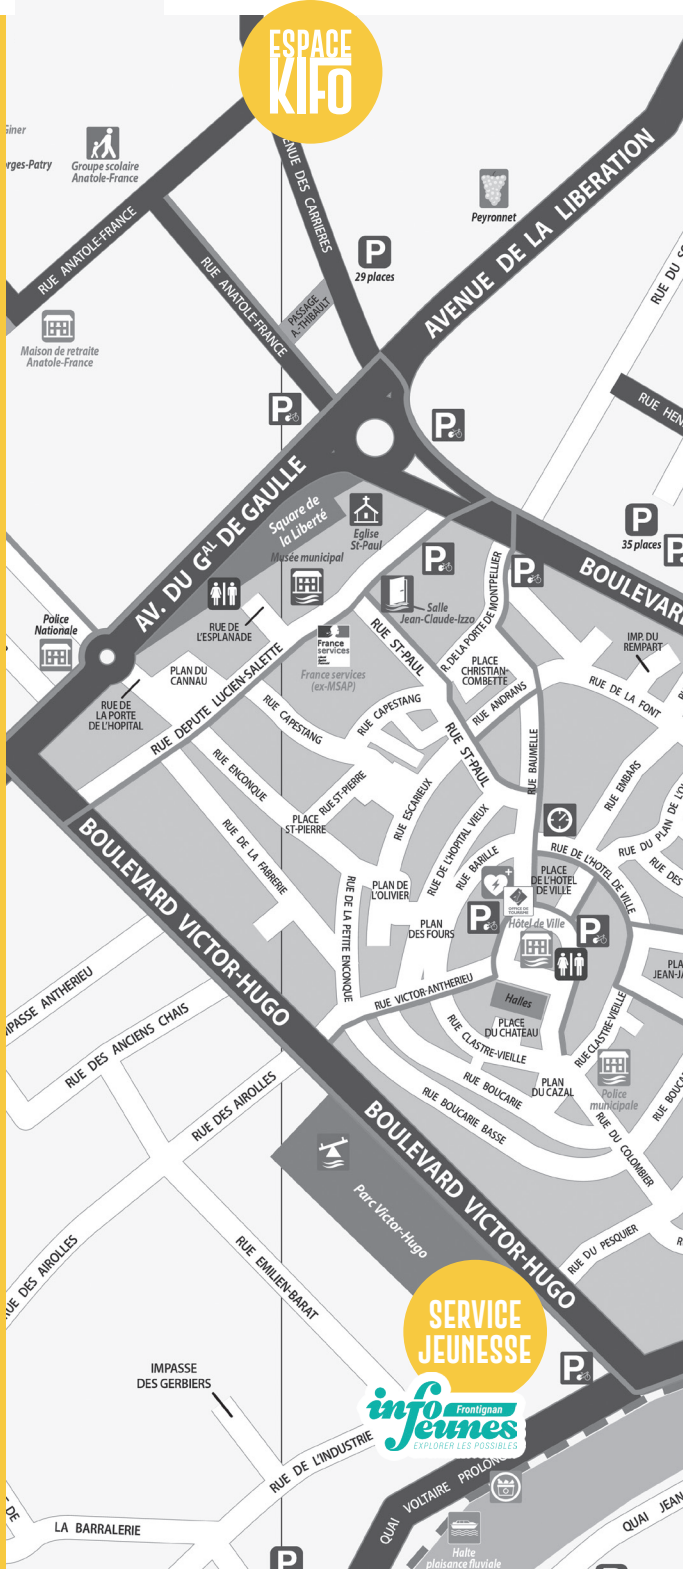 ESPACE
KIFO
Giner
rges-Patry
Groupe scolaire
Anatole-France
RUE ANATOLE-FRANCE
ENUE DES CARRIERES
Peyronnet
AVENUE DE LA LIBERATION
P
29 places
RUE ANATOLE-FRANCE
PASSAGE
A.-THIBAULT
RUE DU S
Maison de retraite
Anatole-France
RUE HEN
P
P
AV. DU GAL DE GAULLE
Square de
la Liberté
Eglise
St-Paul
P
35 places
P
Musée municipal
P
P
BOULEVAR
Police
Nationale
RUE DE
L'ESPLANADE
Salle
Jean-Claude-Izzo
R. DE LA PORTE DE MONTPELLIER
France
services
France services
(ex-MSAP)
RUE ST-PAUL
IMP. DU
REMPART
PLAN DU
CANNAU
PLACE
CHRISTIAN-
COMBETTE
RUE DE LA FONT
RUE DE
LA PORTE
DE L'HOPITAL
RUE DEPUTE LUCIEN-SALETTE
RUE CAPESTANG
RUE CAPESTANG
RUE ANDRANS
RUE ST-PAUL
RUE BAUMELLE
RUE ENCONQUE
RUE ST-PIERRE
PLACE
ST-PIERRE
RUE ESCARIEUX
RUE EMBARS
RUE DE L'HOPITAL VIEUX
RUE DU PLAN DE L'O
RUE DE LA FABRERIE
BOULEVARD VICTOR-HUGO
RUE BARILLE
RUE DE L'HOTEL DE VILLE
RUE DES
PLACE
DE L'HOTEL
DE VILLE
PLAN DE
L'OLIVIER
RUE DE LA PETITE ENCONQUE
OFFICE DE
TOURISME
PLAN
DES FOURS
P
Hôtel de Ville
P
PLA
JEAN-JA
IMPASSE ANTHÉRIEU
RUE VICTOR-ANTHERIEU
Halles
RUE DES ANCIENS CHAIS
PLACE
DU CHATEAU
RUE CLASTRE-VIEILLE
RUE CLASTRE-VIEILLE
RUE DES AIROLLES
RUE BOUCARIE
PLAN
DU CAZAL
Police
municipale
RUE BOUCA
RUE BOUCARIE BASSE
RUE DU COLOMBIER
BOULEVARD VICTOR-HUGO
Parc Victor-Hugo
RUE DU PESQUIER
R
RUE DES AIROLLES
RUE EMILIEN-BARAT
SERVICE
JEUNESSE
IMPASSE
DES GERBIERS
P
info
Frontignan
Jeunes
EXPLORER LES POSSIBLES
RUE DE L'INDUSTRIE
QUAI VOLTAIRE PROLONG
E DE
LA BARRALERIE
QUAI JEAN
Halte
plaisance fluviale
P